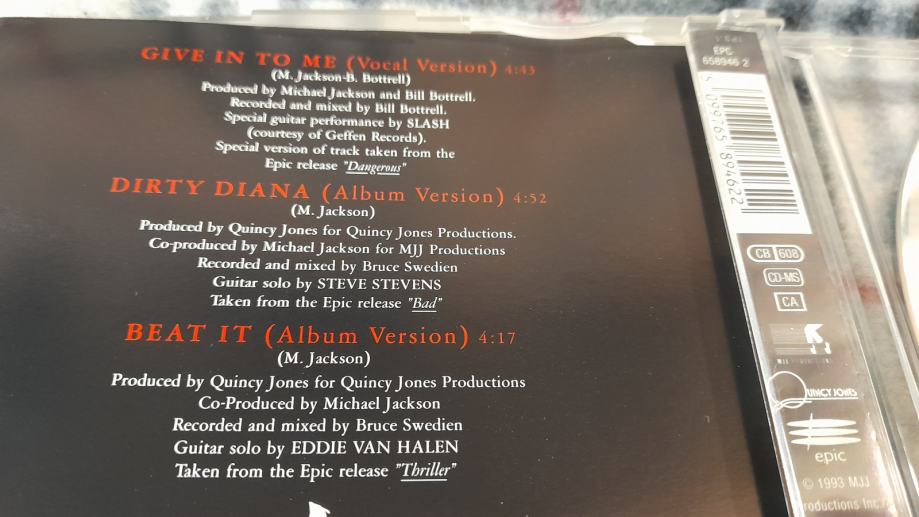 GIVE IN TO ME (Vocal Version) 4:43
(M. Jackson-B. Bottrell)
Produced by Michael Jackson and Bill Bottrell.
Recorded and mixed by Bill Bottrell.
Special guitar performance by SLASH
(courtesy of Geffen Records).
Special version of track taken from the
Epic release "Dangerous"
DIRTY DIANA (Album Version) 4:52
(M. Jackson)
Produced by Quincy Jones for Quincy Jones Productions.
Co-produced by Michael Jackson for MJJ Productions
Recorded and mixed by Bruce Swedien
Guitar solo by STEVE STEVENS
Taken from the Epic release "Bad"
BEAT IT (Album Version) 4:17
(M. Jackson)
Produced by Quincy Jones for Quincy Jones Productions
Co-Produced by Michael Jackson
Recorded and mixed by Bruce Swedien
Guitar solo by EDDIE VAN HALEN
Taken from the Epic release "Thriller"
EPC
658946 2
5 099765 894622
CB 608
CD-MS
CA
QUINCY JONES
epic
© 1993 MJJ
roductions Inc.